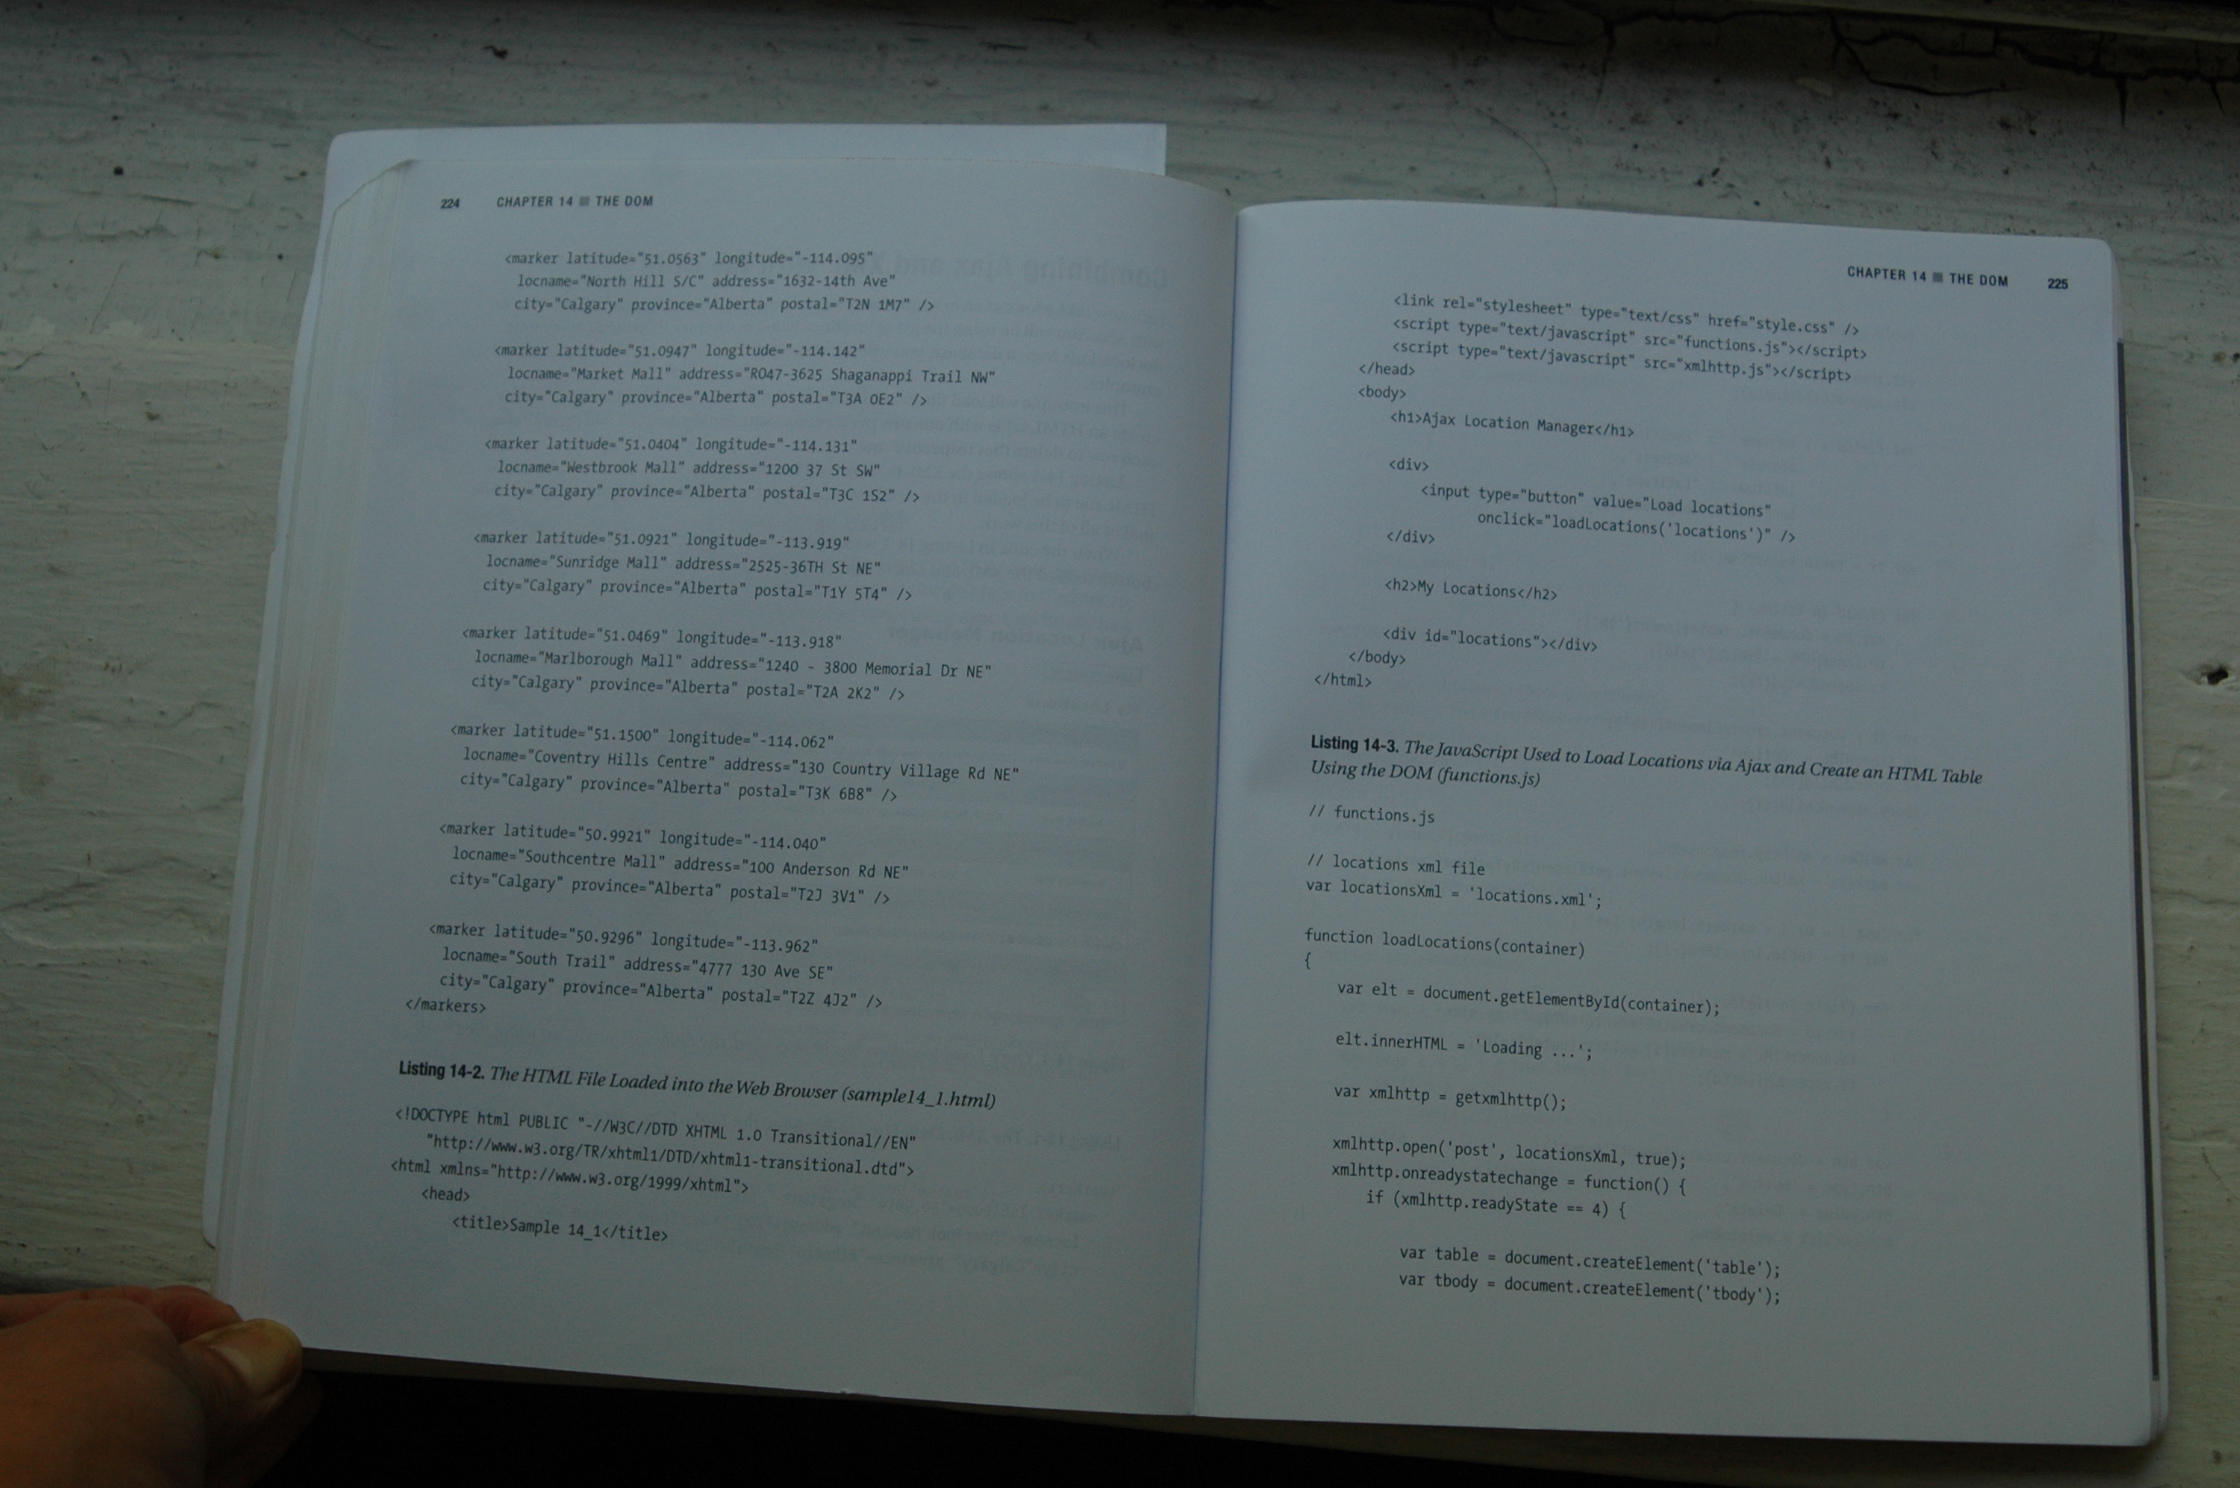 224 CHAPTER 14 ■ THE DOM
<marker latitude="51.0563" longitude="-114.095"
locname="North Hill S/C" address="1632-14th Ave"
city="Calgary" province="Alberta" postal="T2N 1M7" />
<marker latitude="51.0947" longitude="-114.142"
locname="Market Mall" address="RO47-3625 Shaganappi Trail NW"
city="Calgary" province="Alberta" postal="T3A 0E2" />
<marker latitude="51.0404" longitude="-114.131"
locname="Westbrook Mall" address="1200 37 St SW"
city="Calgary" province="Alberta" postal="T3C 1S2" />
<marker latitude="51.0921" longitude="-113.919"
locname="Sunridge Mall" address="2525-36TH St NE"
city="Calgary" province="Alberta" postal="T1Y 5T4" />
<marker latitude="51.0469" longitude="-113.918"
locname="Marlborough Mall" address="1240 - 3800 Memorial Dr NE"
city="Calgary" province="Alberta" postal="T2A 2K2" />
<marker latitude="51.1500" longitude="-114.062"
locname="Coventry Hills Centre" address="130 Country Village Rd NE"
city="Calgary" province="Alberta" postal="T3K 6B8" />
<marker latitude="50.9921" longitude="-114.040"
locname="Southcentre Mall" address="100 Anderson Rd NE"
city="Calgary" province="Alberta" postal="T2J 3V1" />
<marker latitude="50.9296" longitude="-113.962"
locname="South Trail" address="4777 130 Ave SE"
city="Calgary" province="Alberta" postal="T2Z 4J2" />
</markers>
Listing 14-2. The HTML File Loaded into the Web Browser (sample14_1.html)
<!DOCTYPE html PUBLIC "-//W3C//DTD XHTML 1.0 Transitional//EN"
"http://www.w3.org/TR/xhtml1/DTD/xhtml1-transitional.dtd">
<html xmlns="http://www.w3.org/1999/xhtml">
<head>
<title>Sample 14_1</title>
CHAPTER 14 ■ THE DOM 225
<link rel="stylesheet" type="text/css" href="style.css" />
<script type="text/javascript" src="functions.js"></script>
<script type="text/javascript" src="xmlhttp.js"></script>
</head>
<body>
<h1>Ajax Location Manager</h1>
<div>
<input type="button" value="Load locations"
onclick="loadLocations('locations')" />
</div>
<h2>My Locations</h2>
<div id="locations"></div>
</body>
</html>
Listing 14-3. The JavaScript Used to Load Locations via Ajax and Create an HTML Table
Using the DOM (functions.js)
// functions.js
// locations xml file
var locationsXml = 'locations.xml';
function loadLocations(container)
{
var elt = document.getElementById(container);
elt.innerHTML = 'Loading ...';
var xmlhttp = getxmlhttp();
xmlhttp.open('post', locationsXml, true);
xmlhttp.onreadystatechange = function() {
if (xmlhttp.readyState == 4) {
var table = document.createElement('table');
var tbody = document.createElement('tbody');